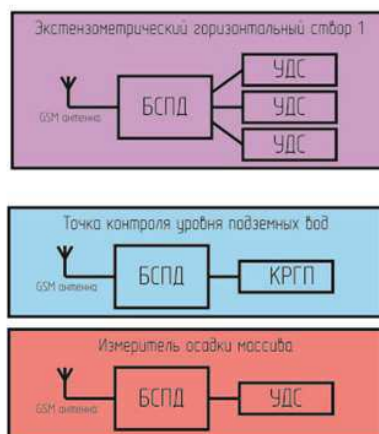 Экстензометрический горизонтальный створ 1
УДС
БСПД
УДС
GSM антенна
УДС
Точка контроля уровня подземных вод
БСПД
КРГП
GSM антенна
Измеритель осадки массива
БСПД
УДС
GSM антенна